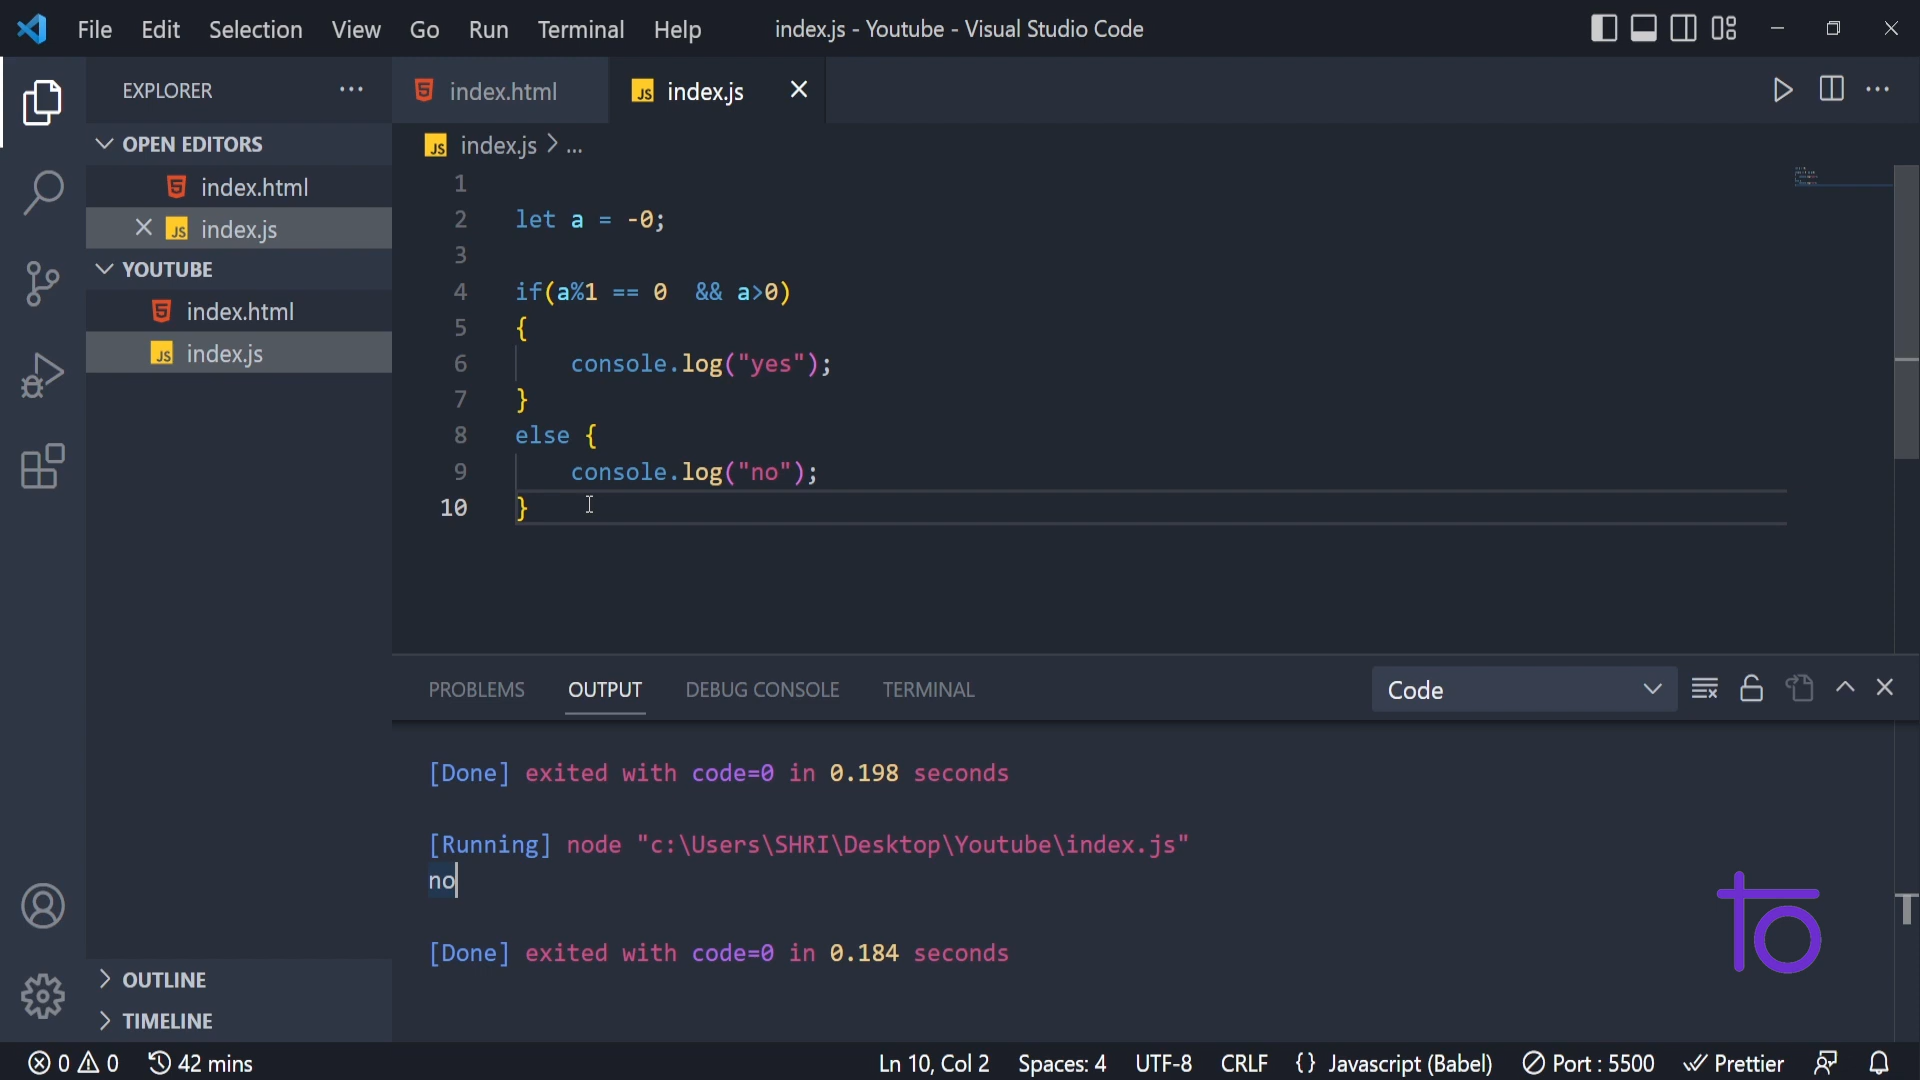 File Edit Selection View Go Run Terminal Help index.js - Youtube - Visual Studio Code
EXPLORER ...
OPEN EDITORS
index.html
index.js
YOUTUBE
index.html
index.js
OUTLINE
TIMELINE
index.html index.js
index.js > ...
1
2 let a = -0;
3
4 if(a%1 == 0 && a>0)
5 {
6 console.log("yes");
7 }
8 else {
9 console.log("no");
10 }
PROBLEMS OUTPUT DEBUG CONSOLE TERMINAL Code
[Done] exited with code=0 in 0.198 seconds
[Running] node "c:\Users\SHRI\Desktop\Youtube\index.js"
no
[Done] exited with code=0 in 0.184 seconds
0 0 42 mins Ln 10, Col 2 Spaces: 4 UTF-8 CRLF {} Javascript (Babel) Port : 5500 Prettier